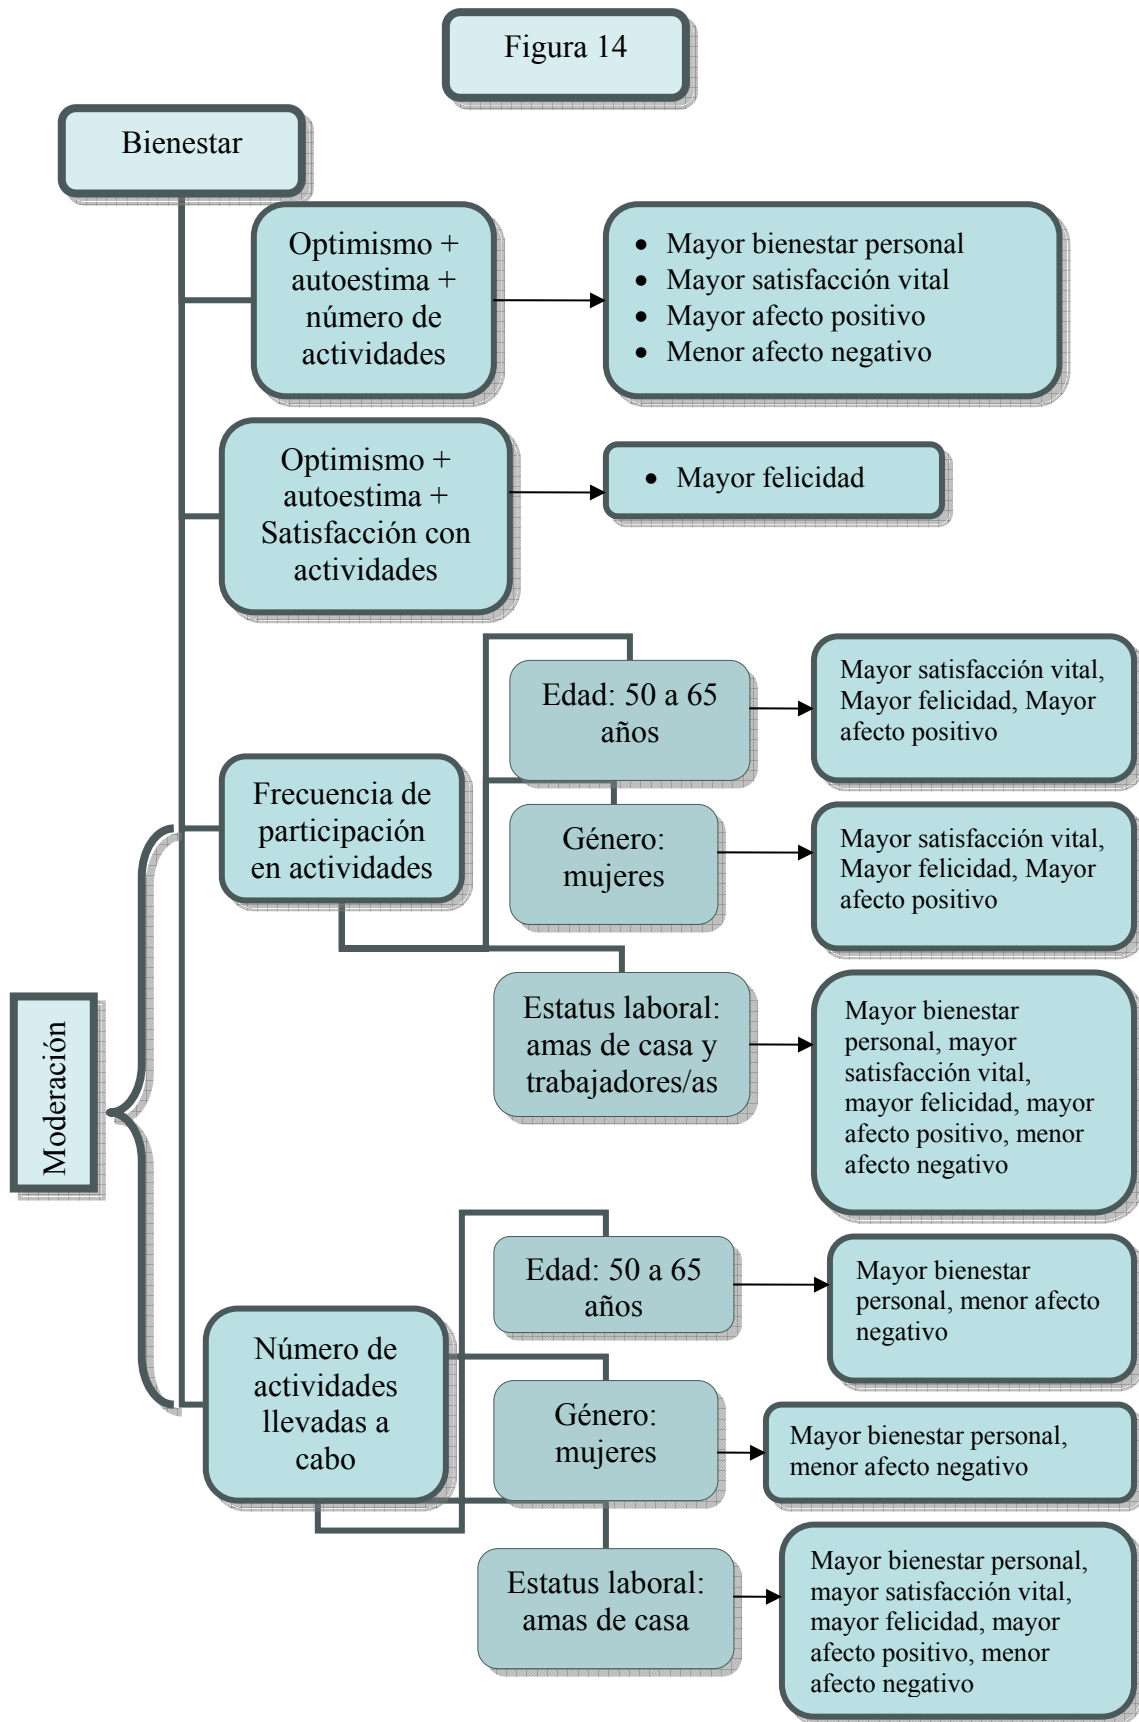 Figura 14
Bienestar
Optimismo +
autoestima +
número de
actividades
• Mayor bienestar personal
• Mayor satisfacción vital
• Mayor afecto positivo
• Menor afecto negativo
Optimismo +
autoestima +
Satisfacción con
actividades
• Mayor felicidad
Moderación
Frecuencia de
participación
en actividades
Edad: 50 a 65
años
Mayor satisfacción vital,
Mayor felicidad, Mayor
afecto positivo
Género:
mujeres
Mayor satisfacción vital,
Mayor felicidad, Mayor
afecto positivo
Estatus laboral:
amas de casa y
trabajadores/as
Mayor bienestar
personal, mayor
satisfacción vital,
mayor felicidad, mayor
afecto positivo, menor
afecto negativo
Número de
actividades
llevadas a
cabo
Edad: 50 a 65
años
Mayor bienestar
personal, menor afecto
negativo
Género:
mujeres
Mayor bienestar personal,
menor afecto negativo
Estatus laboral:
amas de casa
Mayor bienestar personal,
mayor satisfacción vital,
mayor felicidad, mayor
afecto positivo, menor
afecto negativo